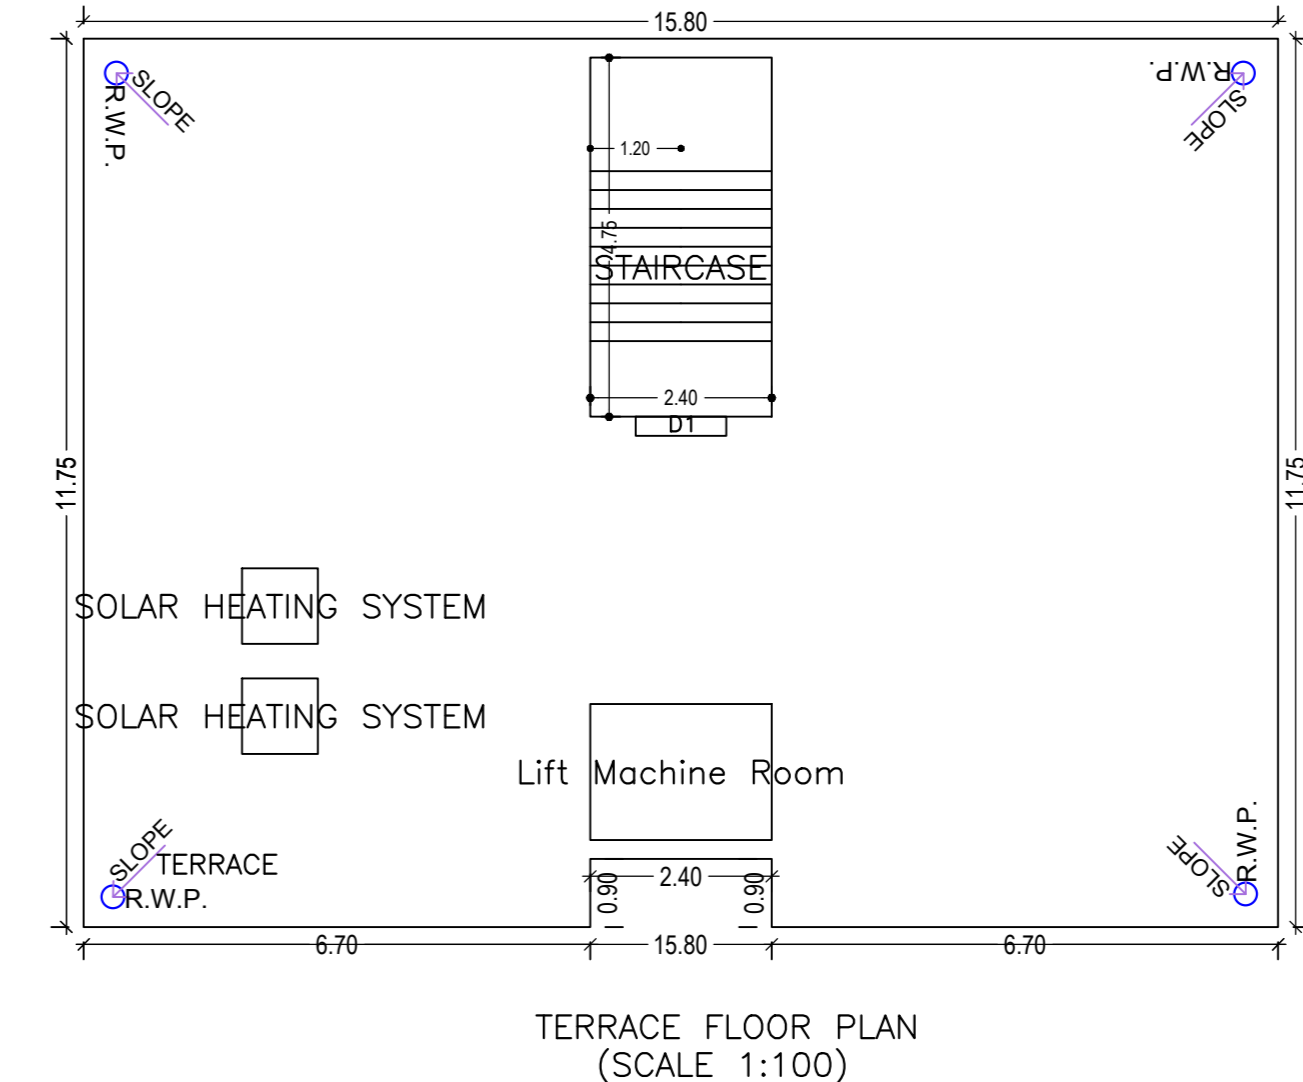 15.80
SLOPE
R.W.P.
R.W.P.
SLOPE
1.20
4.75
STAIRCASE
2.40
D1
11.75
11.75
SOLAR HEATING SYSTEM
SOLAR HEATING SYSTEM
Lift Machine Room
SLOPE
TERRACE
R.W.P.
0.90
2.40
0.90
SLOPE
R.W.P.
6.70
15.80
6.70
TERRACE FLOOR PLAN
(SCALE 1:100)